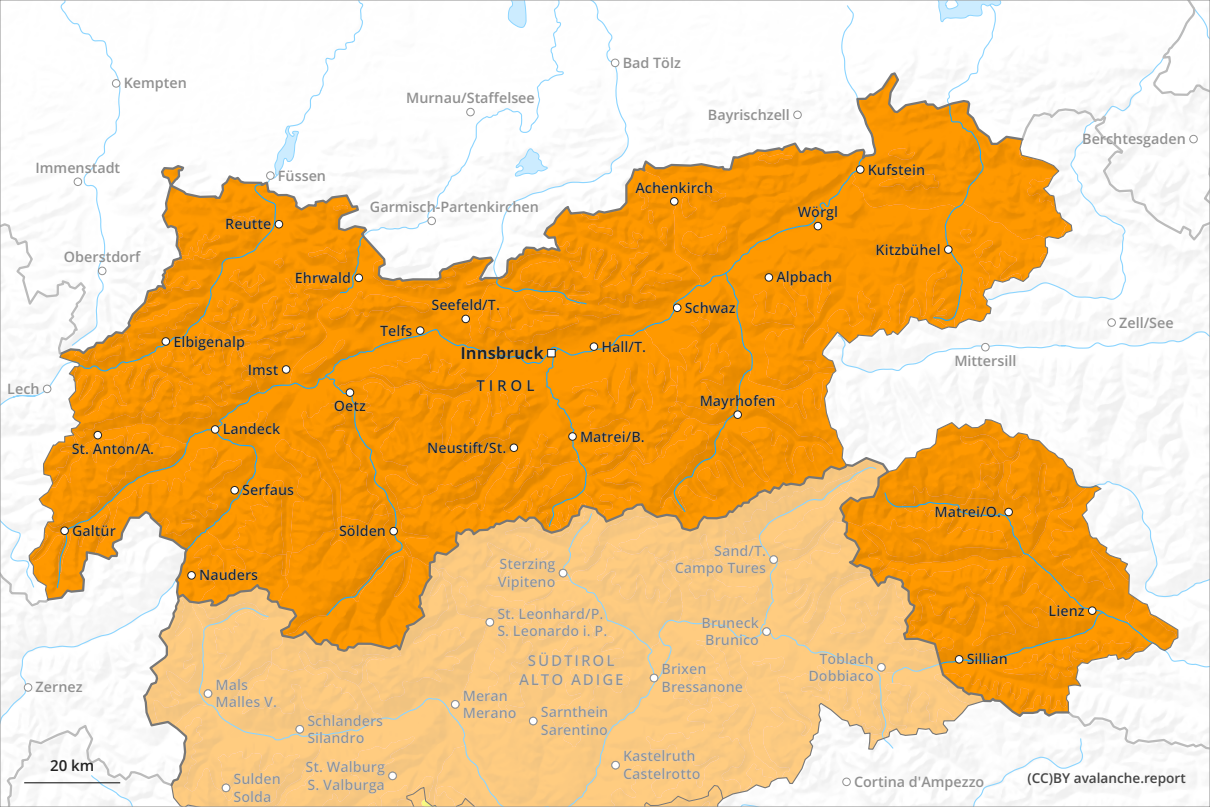 Kempten
Bad Tölz
Murnau/Staffelsee
Bayrischzell
Berchtesgaden
Immenstadt
Füssen
Kufstein
Achenkirch
Garmisch-Partenkirchen
Wörgl
Reutte
Kitzbühel
Oberstdorf
Ehrwald
Alpbach
Seefeld/T.
Schwaz
Zell/See
Telfs
Elbigenalp
Innsbruck
Hall/T.
Mittersill
Imst
TIROL
Lech
Oetz
Mayrhofen
Landeck
Matrei/B.
St. Anton/A.
Neustift/St.
Serfaus
Matrei/O.
Galtür
Sölden
Sand/T.
Campo Tures
Sterzing
Vipiteno
Nauders
Lienz
St. Leonhard/P.
S. Leonardo i. P.
Bruneck
Brunico
SÜDTIROL
ALTO ADIGE
Toblach
Dobbiaco
Sillian
Brixen
Bressanone
Zernez
Mals
Malles V.
Meran
Merano
Sarnthein
Sarentino
Schlanders
Silandro
Kastelruth
Castelrotto
St. Walburg
S. Valburga
20 km
Sulden
Solda
Cortina d'Ampezzo
(CC)BY avalanche.report